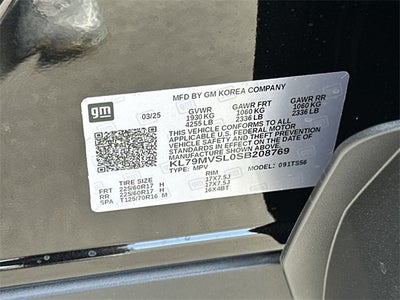 MFD BY GM KOREA COMPANY
gm
03/25
GVWR GAWR FRT GAWR RR
1930 KG 1060 KG 1060 KG
4255 LB 2336 LB 2336 LB
THIS VEHICLE CONFORMS TO ALL
APPLICABLE U.S. FEDERAL MOTOR
VEHICLE SAFETY AND THEFT PREVENTION
STANDARDS IN EFFECT ON THE DATE OF
MANUFACTURE SHOWN ABOVE.
KL79MVSL0SB208769
TYPE: MPV MODEL: 091TS56
TIRE SIZE RIM
FRT 225/60R17 H 17X7.5J
RR 225/60R17 H 17X7.5J
SPA T125/70R16 M 16X4BT